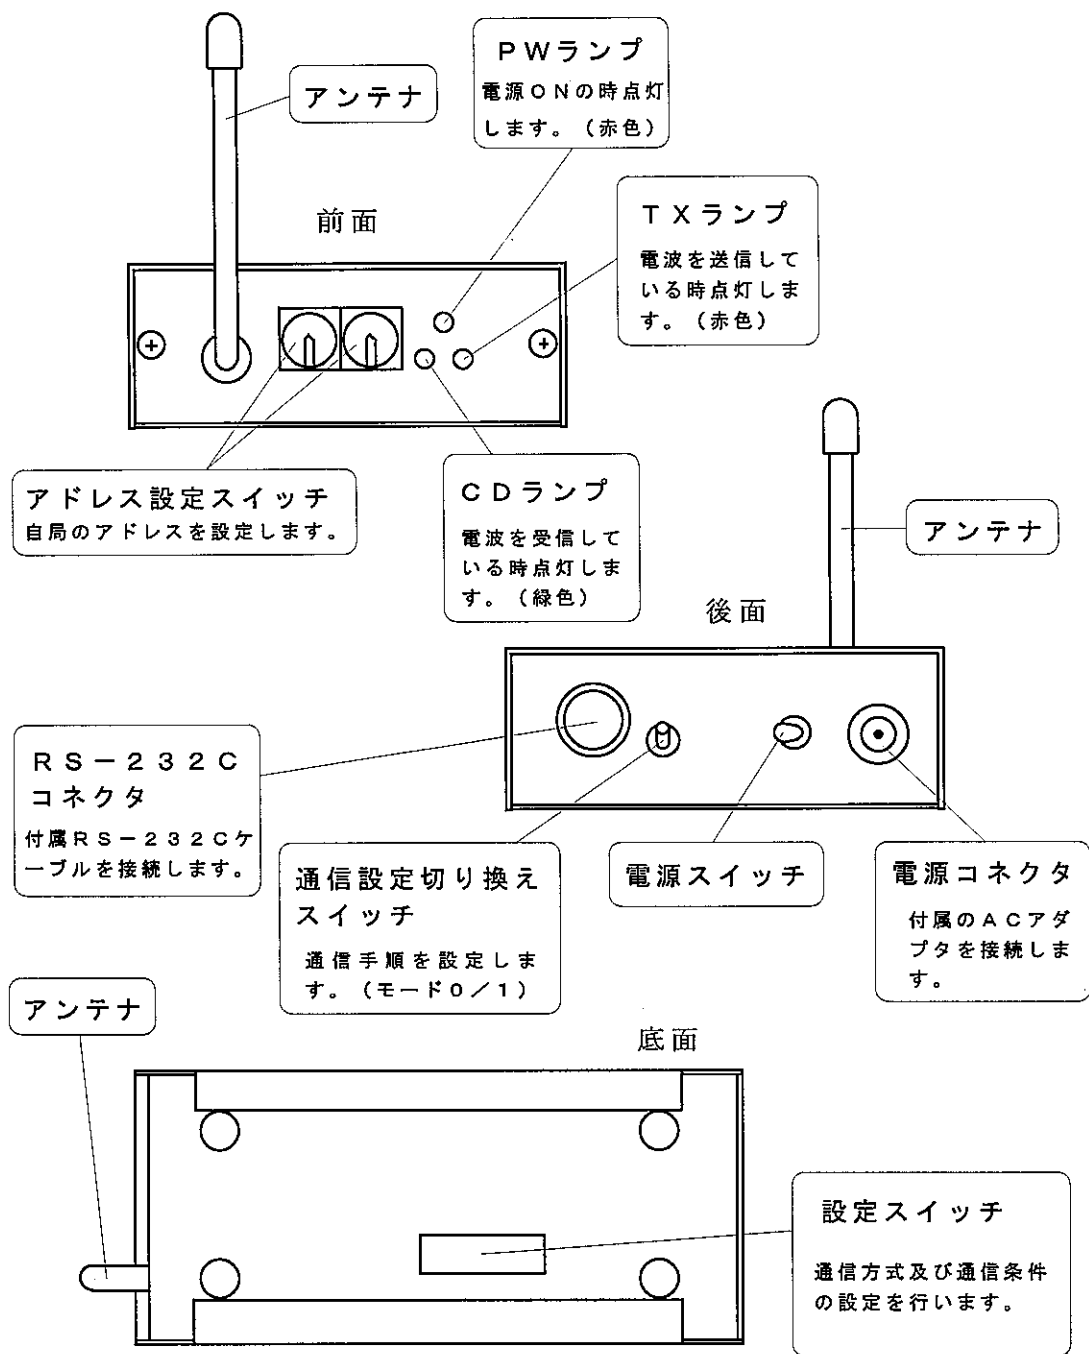 PWランプ
電源ONの時点灯
します。(赤色)
アンテナ
TXランプ
電波を送信して
いる時点灯しま
す。(赤色)
前面
アドレス設定スイッチ
自局のアドレスを設定します。
CDランプ
電波を受信して
いる時点灯しま
す。(緑色)
アンテナ
後面
RS-232C
コネクタ
付属RS-232Cケ
ーブルを接続します。
通信設定切り換え
スイッチ
通信手順を設定しま
す。(モード0/1)
電源スイッチ
電源コネクタ
付属のACアダ
プタを接続しま
す。
アンテナ
底面
設定スイッチ
通信方式及び通信条件
の設定を行います。